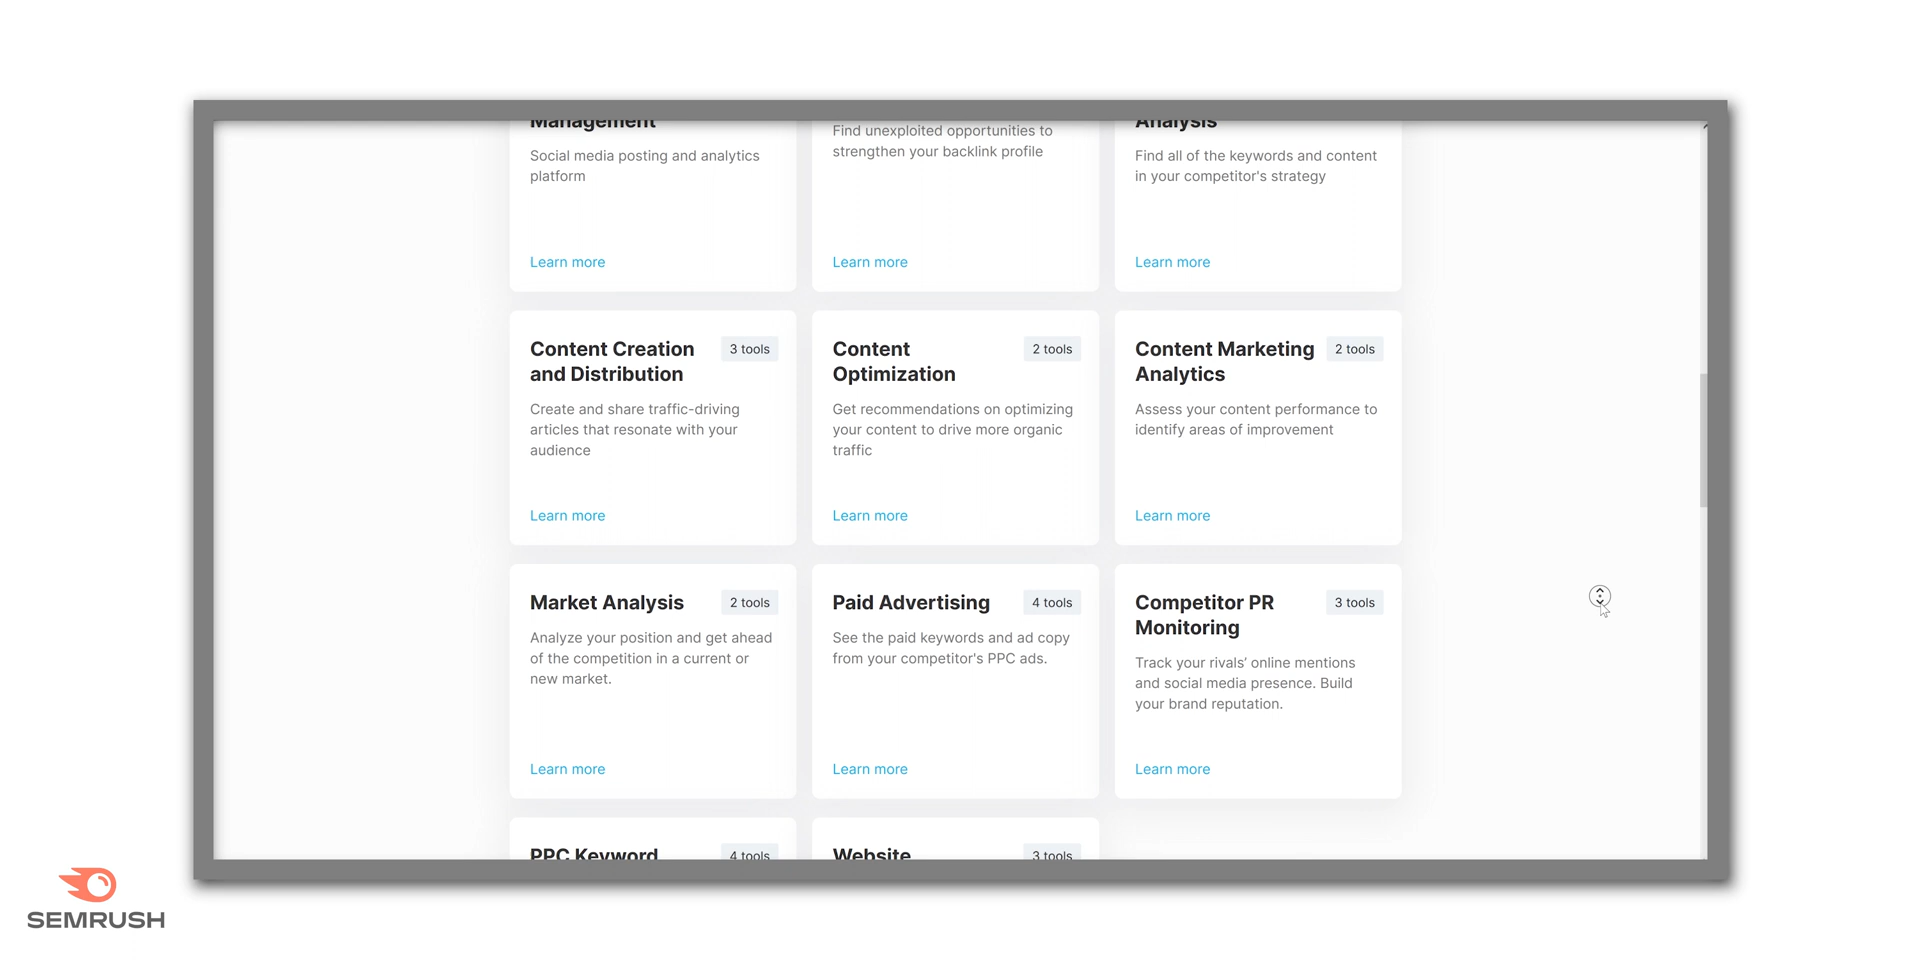 Management
Social media posting and analytics
platform
Learn more
Find unexploited opportunities to
strengthen your backlink profile
Learn more
Analysis
Find all of the keywords and content
in your competitor's strategy
Learn more
Content Creation
and Distribution
3 tools
Create and share traffic-driving
articles that resonate with your
audience
Learn more
Content
Optimization
2 tools
Get recommendations on optimizing
your content to drive more organic
traffic
Learn more
Content Marketing
Analytics
2 tools
Assess your content performance to
identify areas of improvement
Learn more
Market Analysis
2 tools
Analyze your position and get ahead
of the competition in a current or
new market.
Learn more
Paid Advertising
4 tools
See the paid keywords and ad copy
from your competitor's PPC ads.
Learn more
Competitor PR
Monitoring
3 tools
Track your rivals’ online mentions
and social media presence. Build
your brand reputation.
Learn more
PPC Keyword
4 tools
Website
3 tools
SEMRUSH